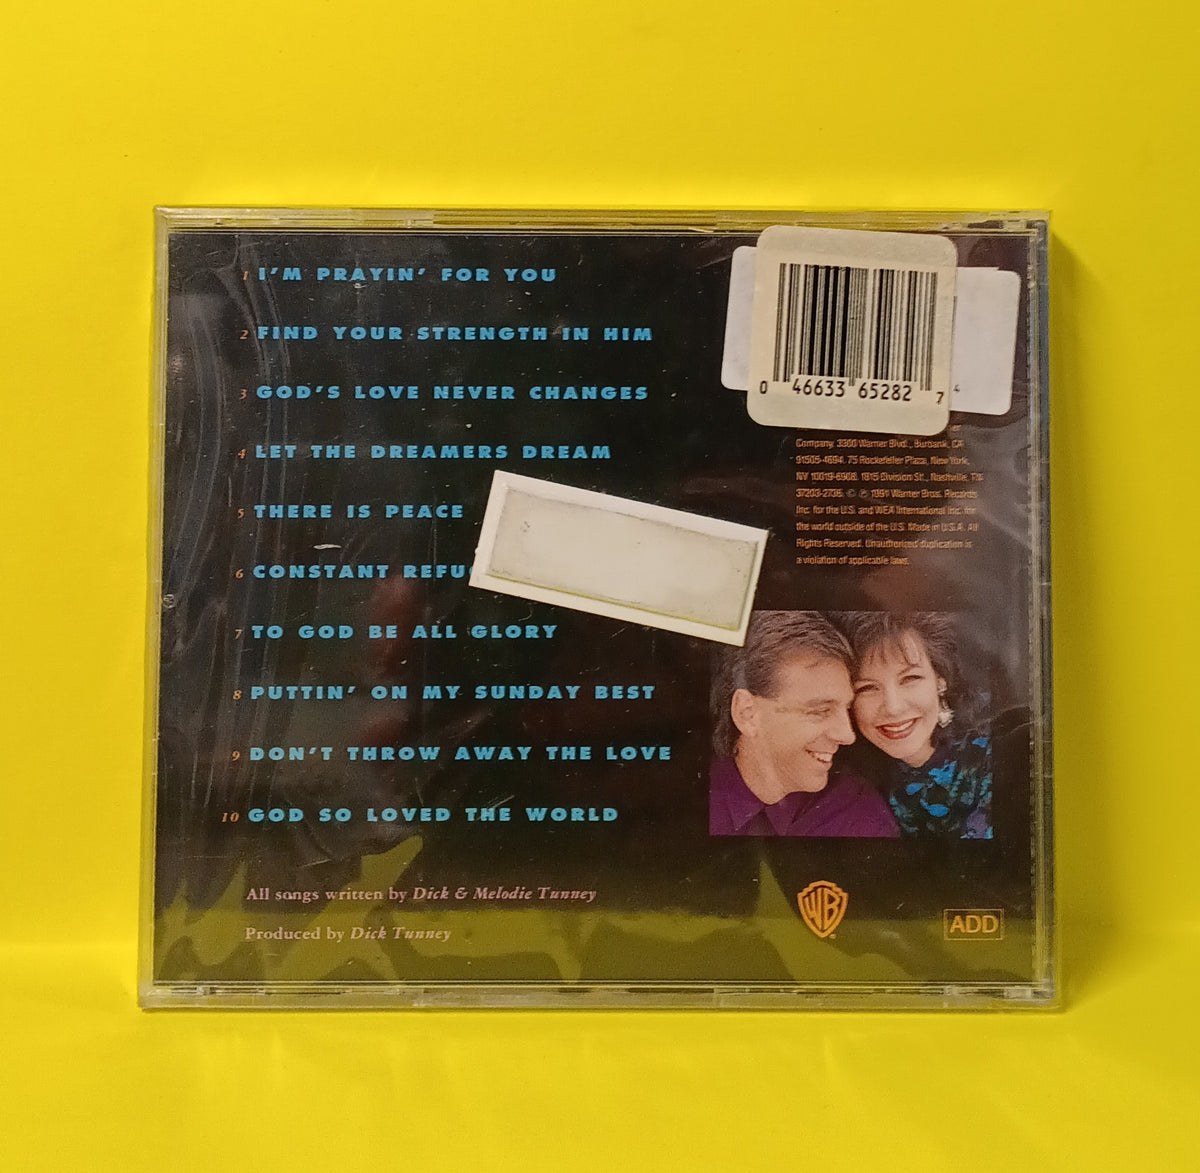 1 I'M PRAYIN' FOR YOU
2 FIND YOUR STRENGTH IN HIM
3 GOD'S LOVE NEVER CHANGES
4 LET THE DREAMERS DREAM
5 THERE IS PEACE
6 CONSTANT REFU
7 TO GOD BE ALL GLORY
8 PUTTIN' ON MY SUNDAY BEST
9 DON'T THROW AWAY THE LOVE
10 GOD SO LOVED THE WORLD
All songs written by Dick & Melodie Tunney
Produced by Dick Tunney
0 46633 65282 7
4
Company. 3300 Warner Blvd., Burbank, CA
91505-4694. 75 Rockefeller Plaza, New York,
NY 10019-6908. 1815 Division St., Nashville, TN
37203-2736. © ℗ 1991 Warner Bros. Records
Inc. for the U.S. and WEA International Inc. for
the world outside of the U.S. Made in U.S.A. All
Rights Reserved. Unauthorized duplication is
a violation of applicable laws.
WB
ADD